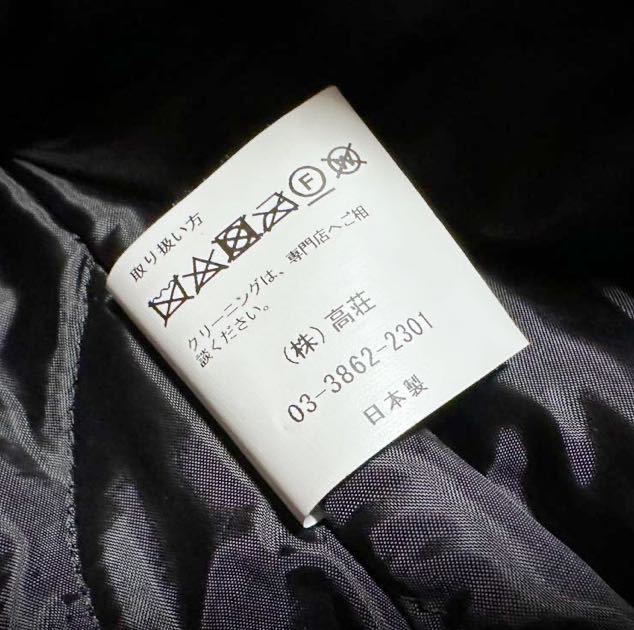 取り扱い方
F W
クリーニングは、専門店へご相
談ください。
(株)高荘
03-3862-2301
日本製